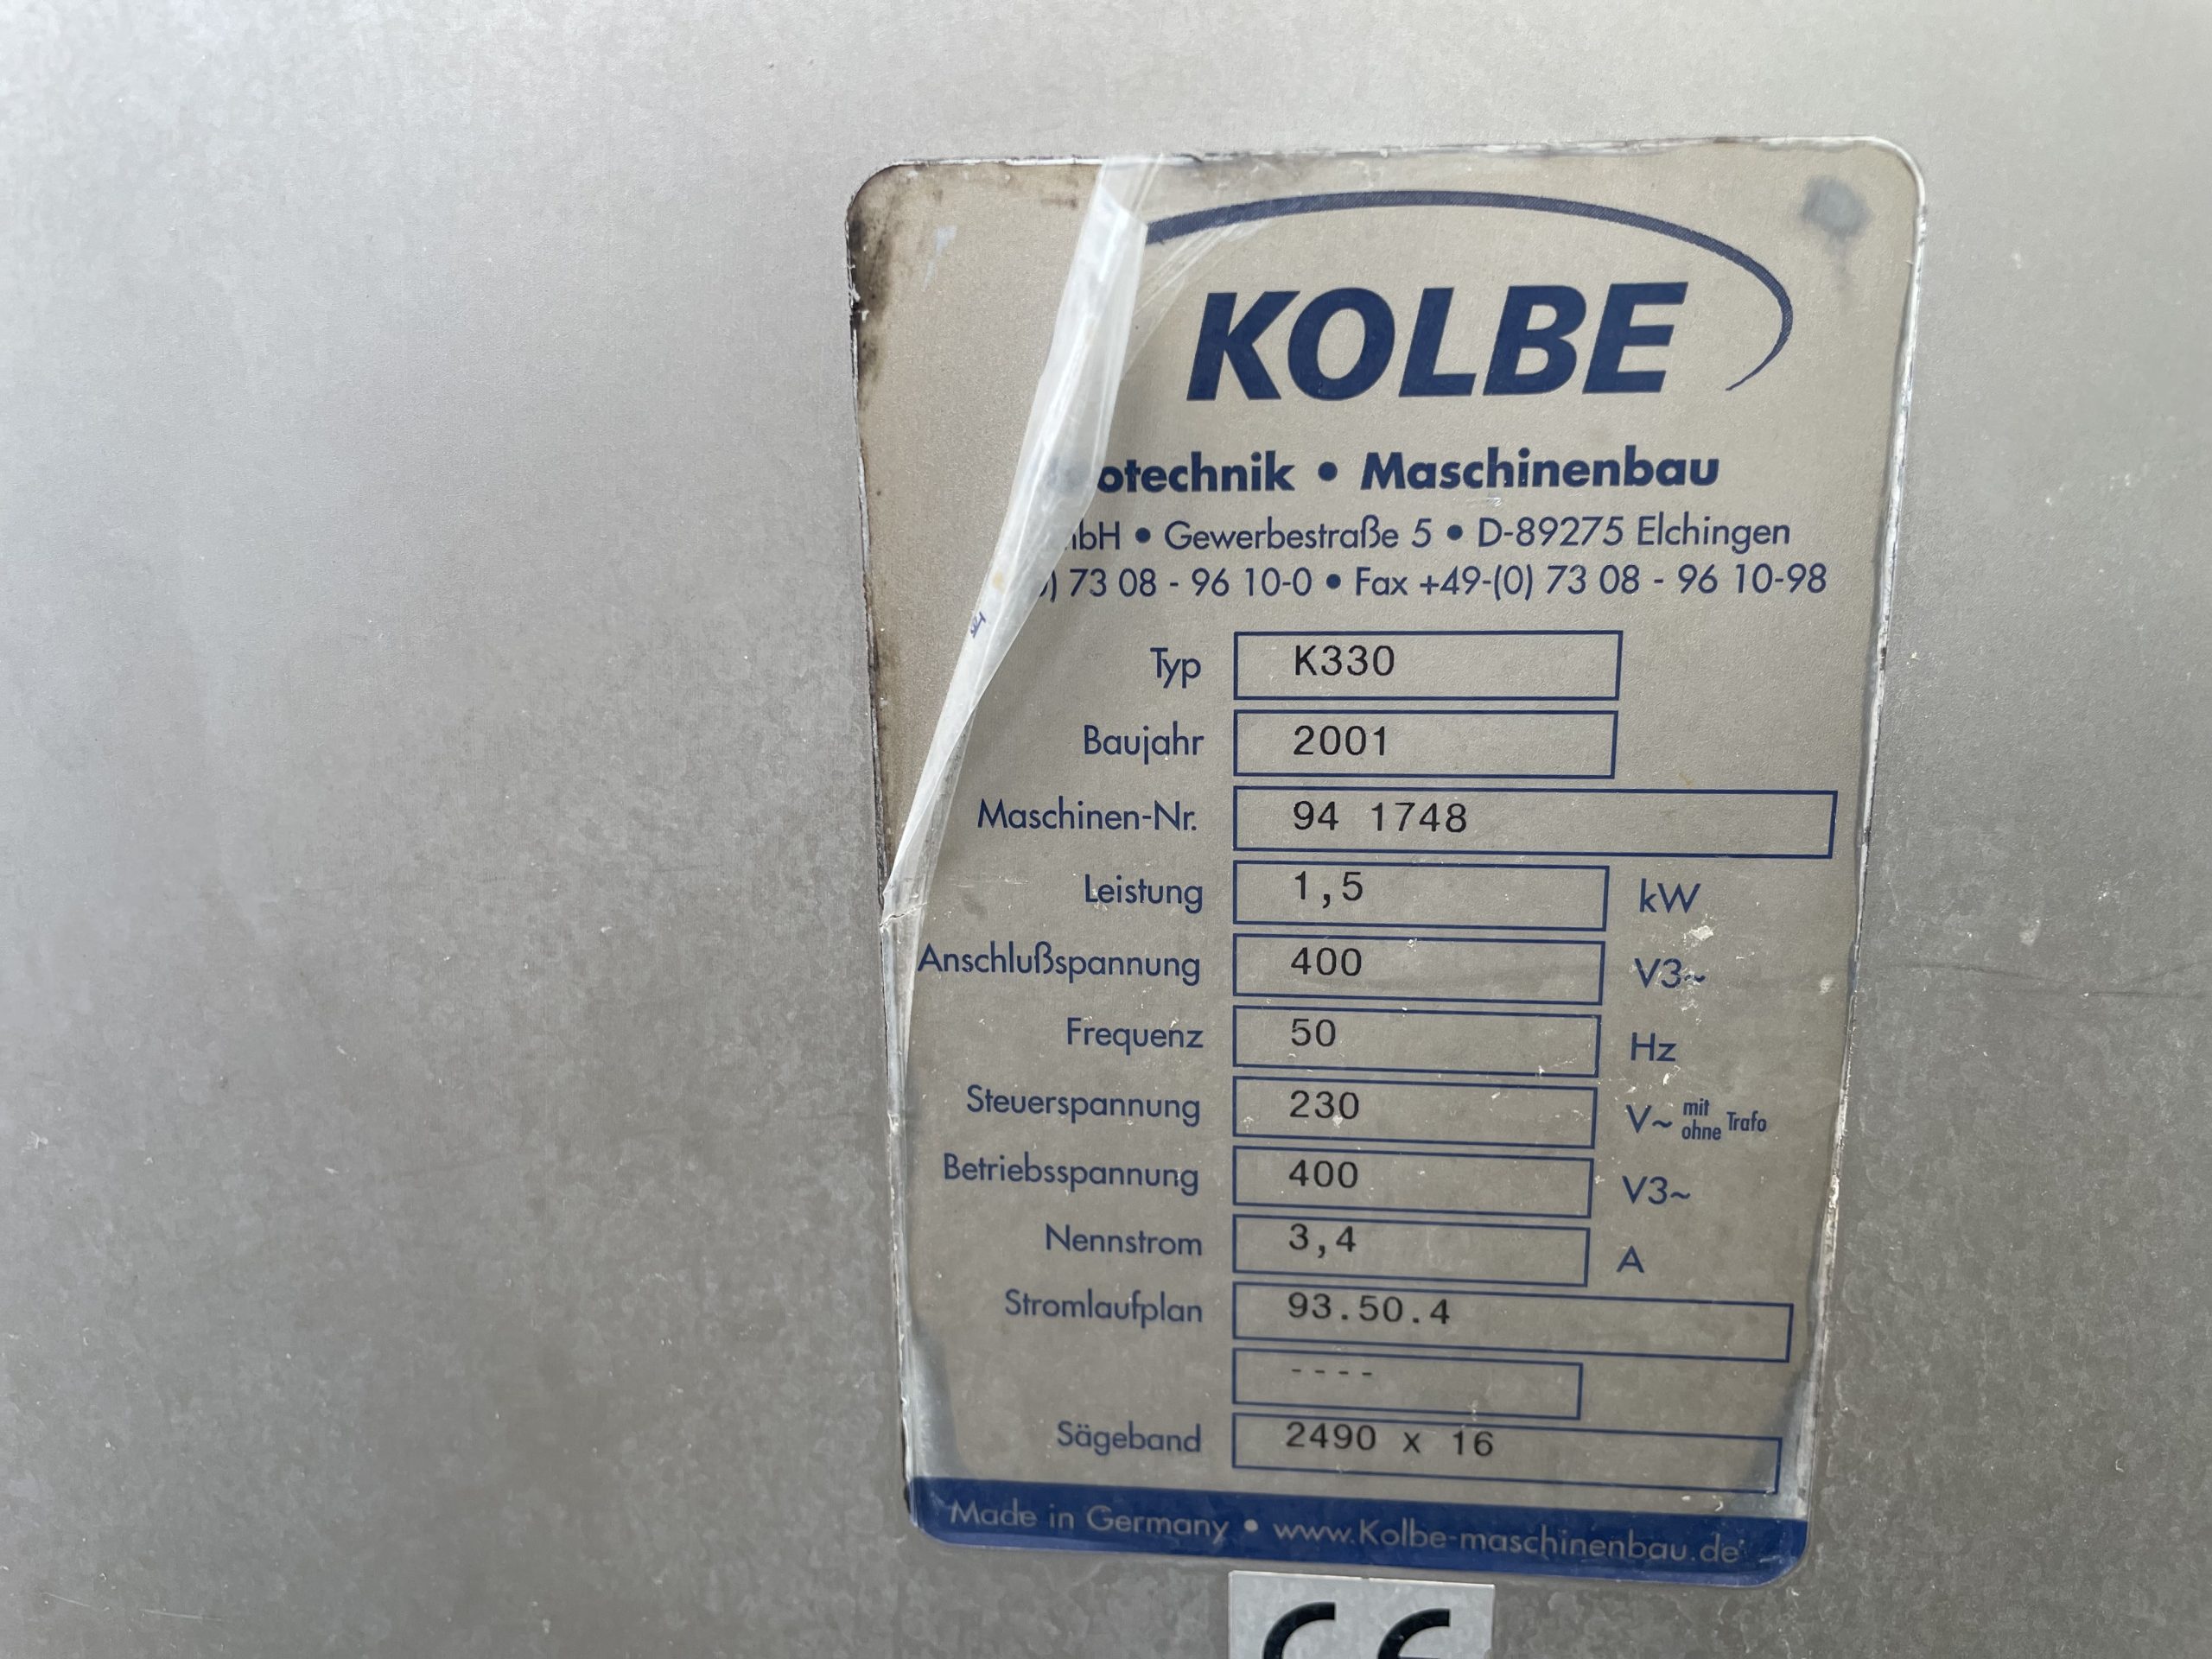 KOLBE
otechnik • Maschinenbau
bH • Gewerbestraße 5 • D-89275 Elchingen
) 73 08 - 96 10-0 • Fax +49-(0) 73 08 - 96 10-98
Typ K330
Baujahr 2001
Maschinen-Nr. 94 1748
Leistung 1,5 kW
Anschlußspannung 400 V3~
Frequenz 50 Hz
Steuerspannung 230 V~ mit ohne Trafo
Betriebsspannung 400 V3~
Nennstrom 3,4 A
Stromlaufplan 93.50.4
----
Sägeband 2490 x 16
Made in Germany • www.Kolbe-maschinenbau.de
CE